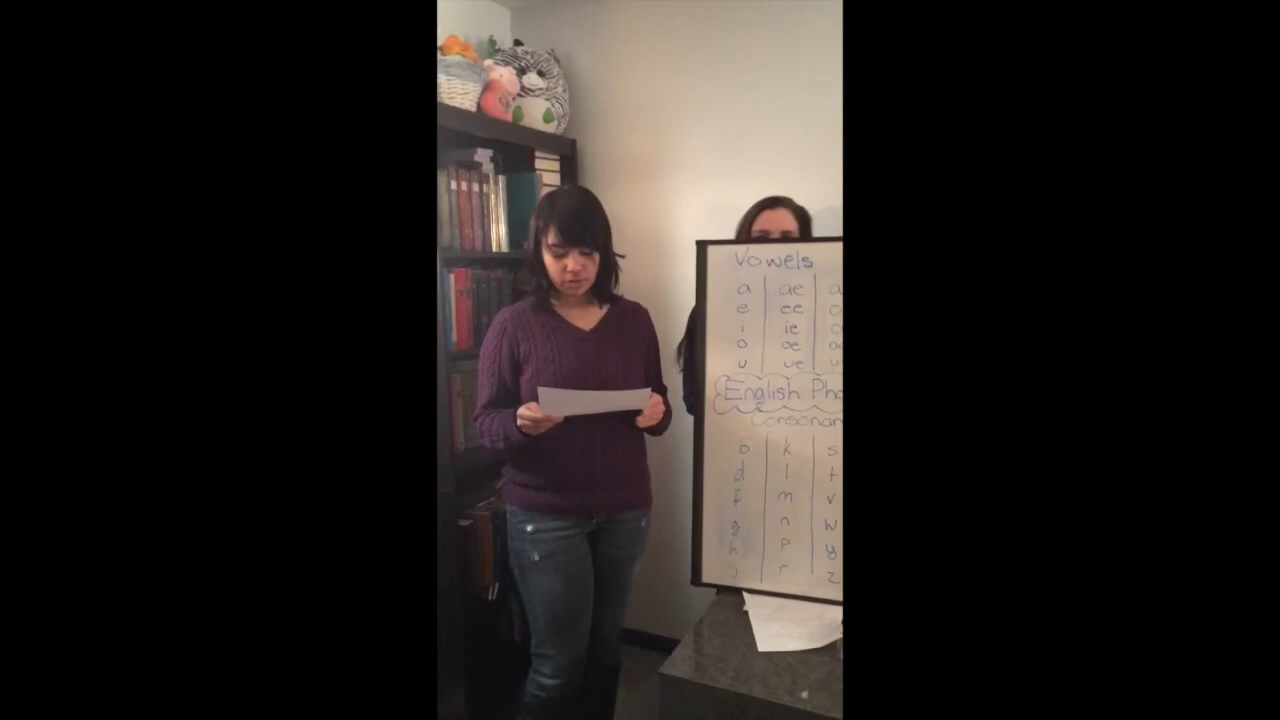 Vowels
a ae a
e ee o
i ie
o oe
u ue u
English Pho
Consonan
b k s
d l t
f m v
g n w
h p y
j r z